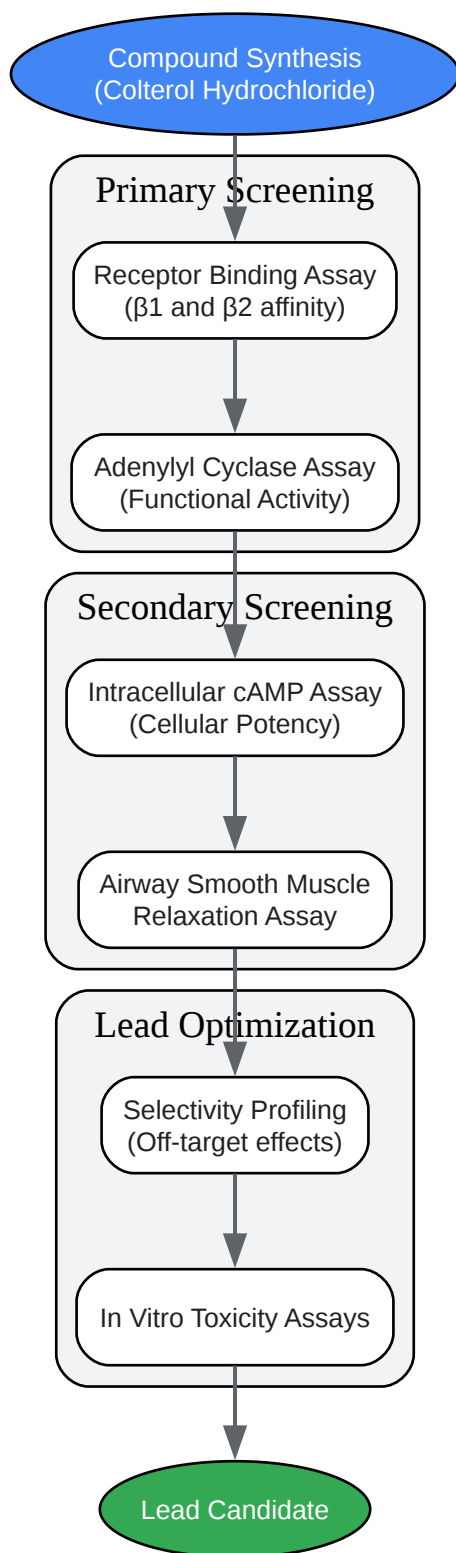 Compound Synthesis
(Colterol Hydrochloride)
Primary Screening
Receptor Binding Assay
(β1 and β2 affinity)
Adenylyl Cyclase Assay
(Functional Activity)
Secondary Screening
Intracellular cAMP Assay
(Cellular Potency)
Airway Smooth Muscle
Relaxation Assay
Lead Optimization
Selectivity Profiling
(Off-target effects)
In Vitro Toxicity Assays
Lead Candidate